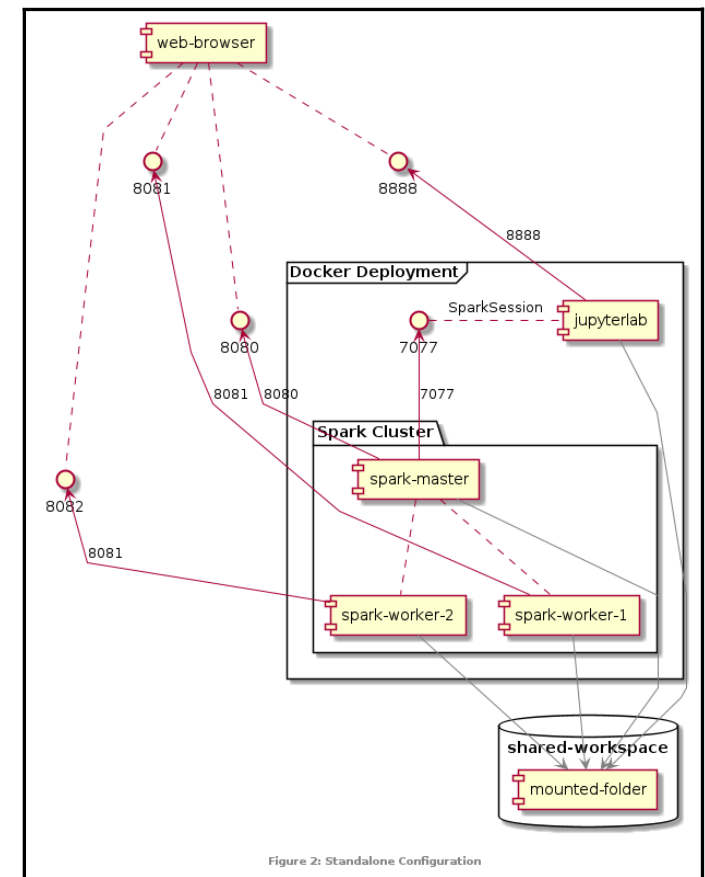 web-browser
8081
8888
8888
Docker Deployment
SparkSession
jupyterlab
8080
7077
8081
8080
7077
Spark Cluster
spark-master
8082
8081
spark-worker-2
spark-worker-1
shared-workspace
mounted-folder
Figure 2: Standalone Configuration